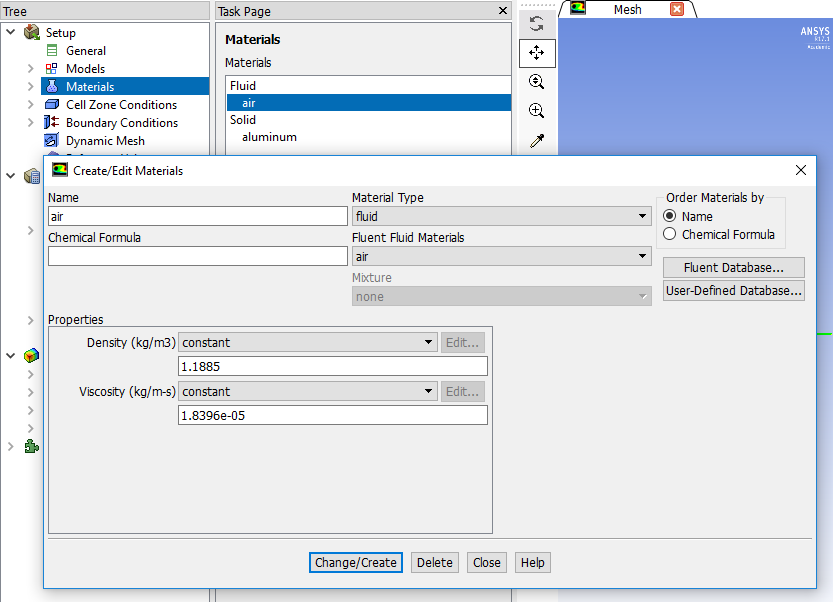 Tree
Task Page
Mesh
Setup
General
Models
Materials
Cell Zone Conditions
Boundary Conditions
Dynamic Mesh
Materials
Materials
Fluid
air
Solid
aluminum
ANSYS
R17.1
Academic
Create/Edit Materials
Name
air
Chemical Formula
Material Type
fluid
Fluent Fluid Materials
air
Mixture
none
Order Materials by
Name
Chemical Formula
Fluent Database...
User-Defined Database...
Properties
Density (kg/m3) constant Edit...
1.1885
Viscosity (kg/m-s) constant Edit...
1.8396e-05
Change/Create Delete Close Help